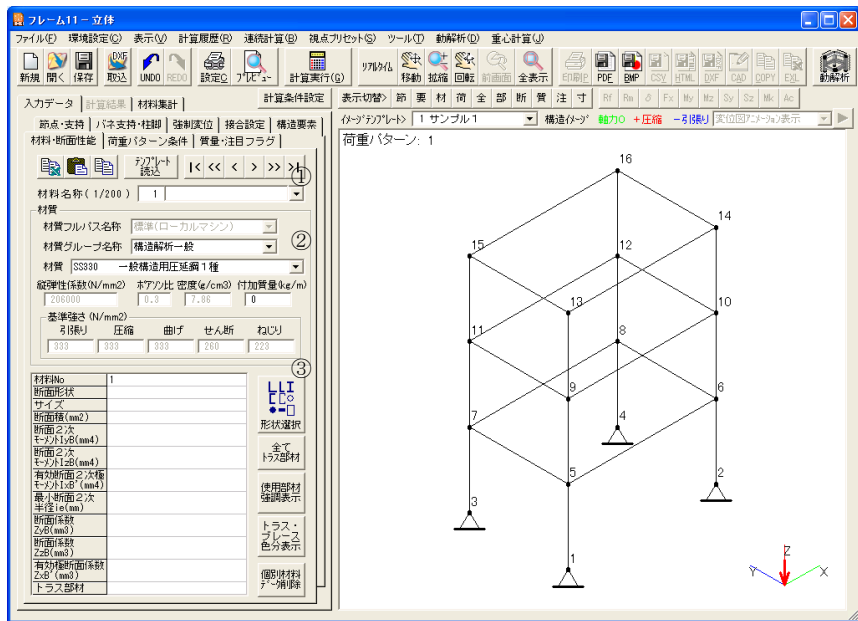 フレーム11－立体
ファイル(F) 環境設定(C) 表示(V) 計算履歴(R) 連続計算(B) 視点プリセット(S) ツール(T) 動解析(D) 重心計算(J)
新規 開く 保存 取込 UNDO REDO 設定C プレビュー 計算実行(G) リアルタイム 移動 拡縮 回転 前画面 全表示 印刷P PDF BMP CSV HTML DXF CAD COPY EXL 動解析
入力データ 計算結果 材料集計 計算条件設定 表示切替> 節 要 材 荷 全 部 断 質 注 寸 Rf Rm δ Fx My Mz Sy Sz Mk Ac
節点・支持 バネ支持・柱脚 強制変位 接合設定 構造要素
イメージテンプレート> 1 サンプル1 構造イメージ 軸力０ ＋圧縮 －引張り 変位図アニメーション表示
材料・断面性能 荷重パターン条件 質量・注目フラグ
荷重パターン: 1
テンプレート読込 |< << < > >> >|
①
材料名称(1/200) 1
材質
材質フルパス名称 標準(ローカルマシン)
材質グループ名称 構造解析一般 ②
材質 SS330 一般構造用圧延鋼１種
縦弾性係数(N/mm2) ポアソン比 密度(g/cm3) 付加質量(kg/m)
206000 0.3 7.86 0
基準強さ(N/mm2)
引張り 圧縮 曲げ せん断 ねじり
333 333 333 260 223
③
材料No 1
断面形状
サイズ
断面積(mm2)
断面２次
モーメントIyB(mm4)
断面２次
モーメントIzB(mm4)
有効断面２次極
モーメントIxB'(mm4)
最小断面２次
半径ie(mm)
断面係数
ZyB(mm3)
断面係数
ZzB(mm3)
有効極断面係数
ZxB'(mm3)
トラス部材
形状選択
全て
トラス部材
使用部材
強調表示
トラス・
ブレース
色分表示
個別材料
データ削除
16
14
15
12
13
10
11
8
9
6
7
4
5
2
3
1
Z
Y
X